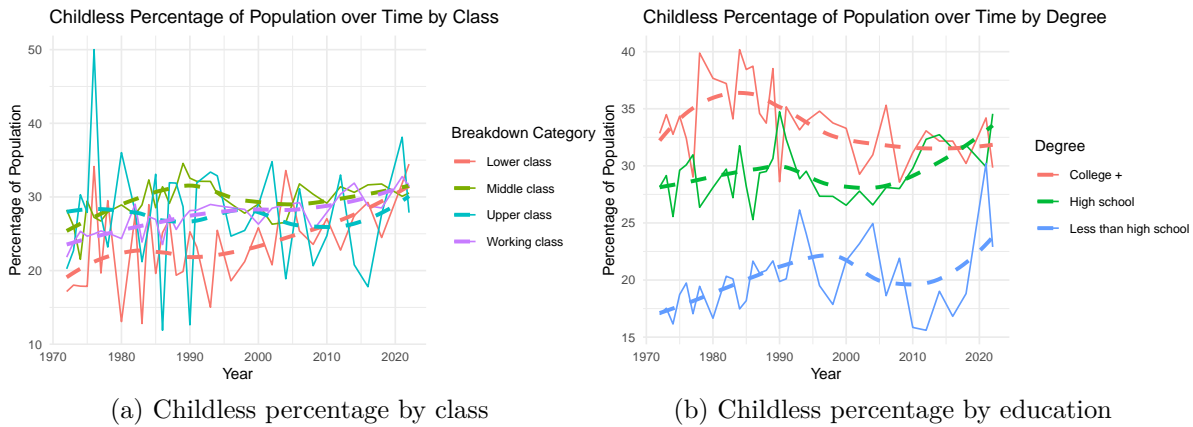 Childless Percentage of Population over Time by Class
Percentage of Population
50
40
30
20
10
1970 1980 1990 2000 2010 2020
Year
Breakdown Category
Lower class
Middle class
Upper class
Working class
(a) Childless percentage by class
Childless Percentage of Population over Time by Degree
Percentage of Population
40
35
30
25
20
15
1970 1980 1990 2000 2010 2020
Year
Degree
College +
High school
Less than high school
(b) Childless percentage by education